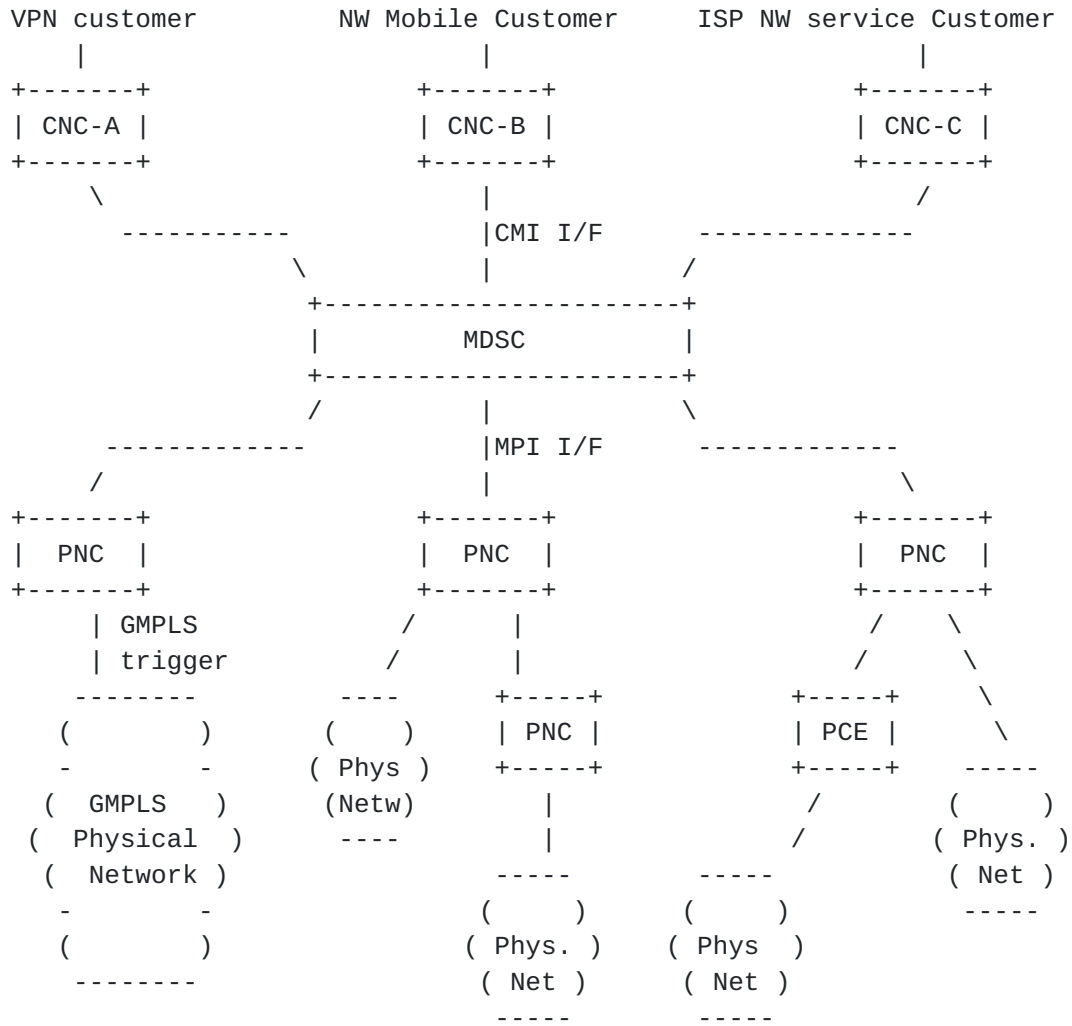 VPN customer NW Mobile Customer ISP NW service Customer
CNC-A CNC-B CNC-C
CMI I/F
MDSC
MPI I/F
PNC PNC PNC
GMPLS
trigger
PNC PCE
( Phys )
GMPLS (Netw)
Physical ( Phys. )
Network ( Net )
( Phys. ) ( Phys )
( Net ) ( Net )